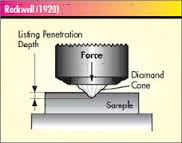 Rockwell (1920)
Listing Penetration
Depth
Force
Diamond
Cone
Sample